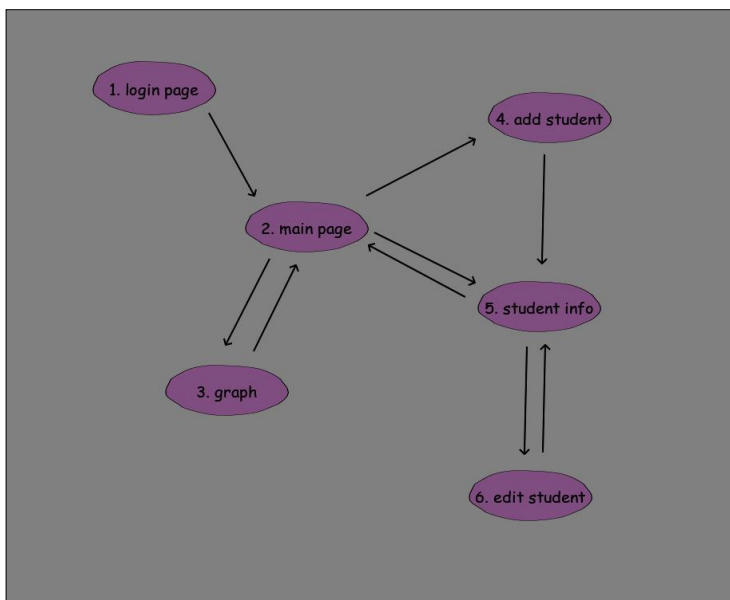 1. login page
2. main page
3. graph
4. add student
5. student info
6. edit student